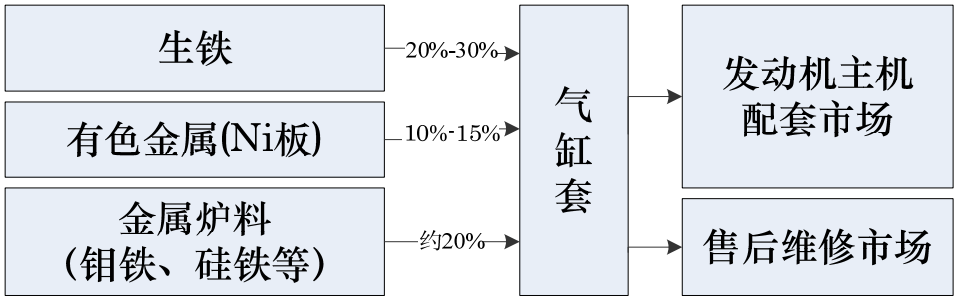 生铁
20%-30%
有色金属(Ni板)
10%-15%
金属炉料
(钼铁、硅铁等)
约20%
气缸套
发动机主机
配套市场
售后维修市场